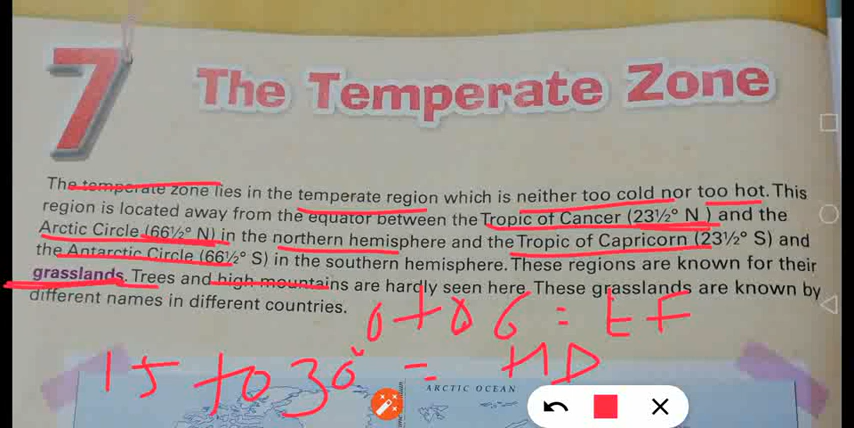 7 The Temperate Zone
The temperate zone lies in the temperate region which is neither too cold nor too hot. This
region is located away from the equator between the Tropic of Cancer (23½° N ) and the
Arctic Circle (66½° N) in the northern hemisphere and the Tropic of Capricorn (23½° S) and
the Antarctic Circle (66½° S) in the southern hemisphere. These regions are known for their
grasslands. Trees and high mountains are hardly seen here. These grasslands are known by
different names in different countries.
0 to 6 = EF
15 to 30° = HD
ARCTIC OCEAN